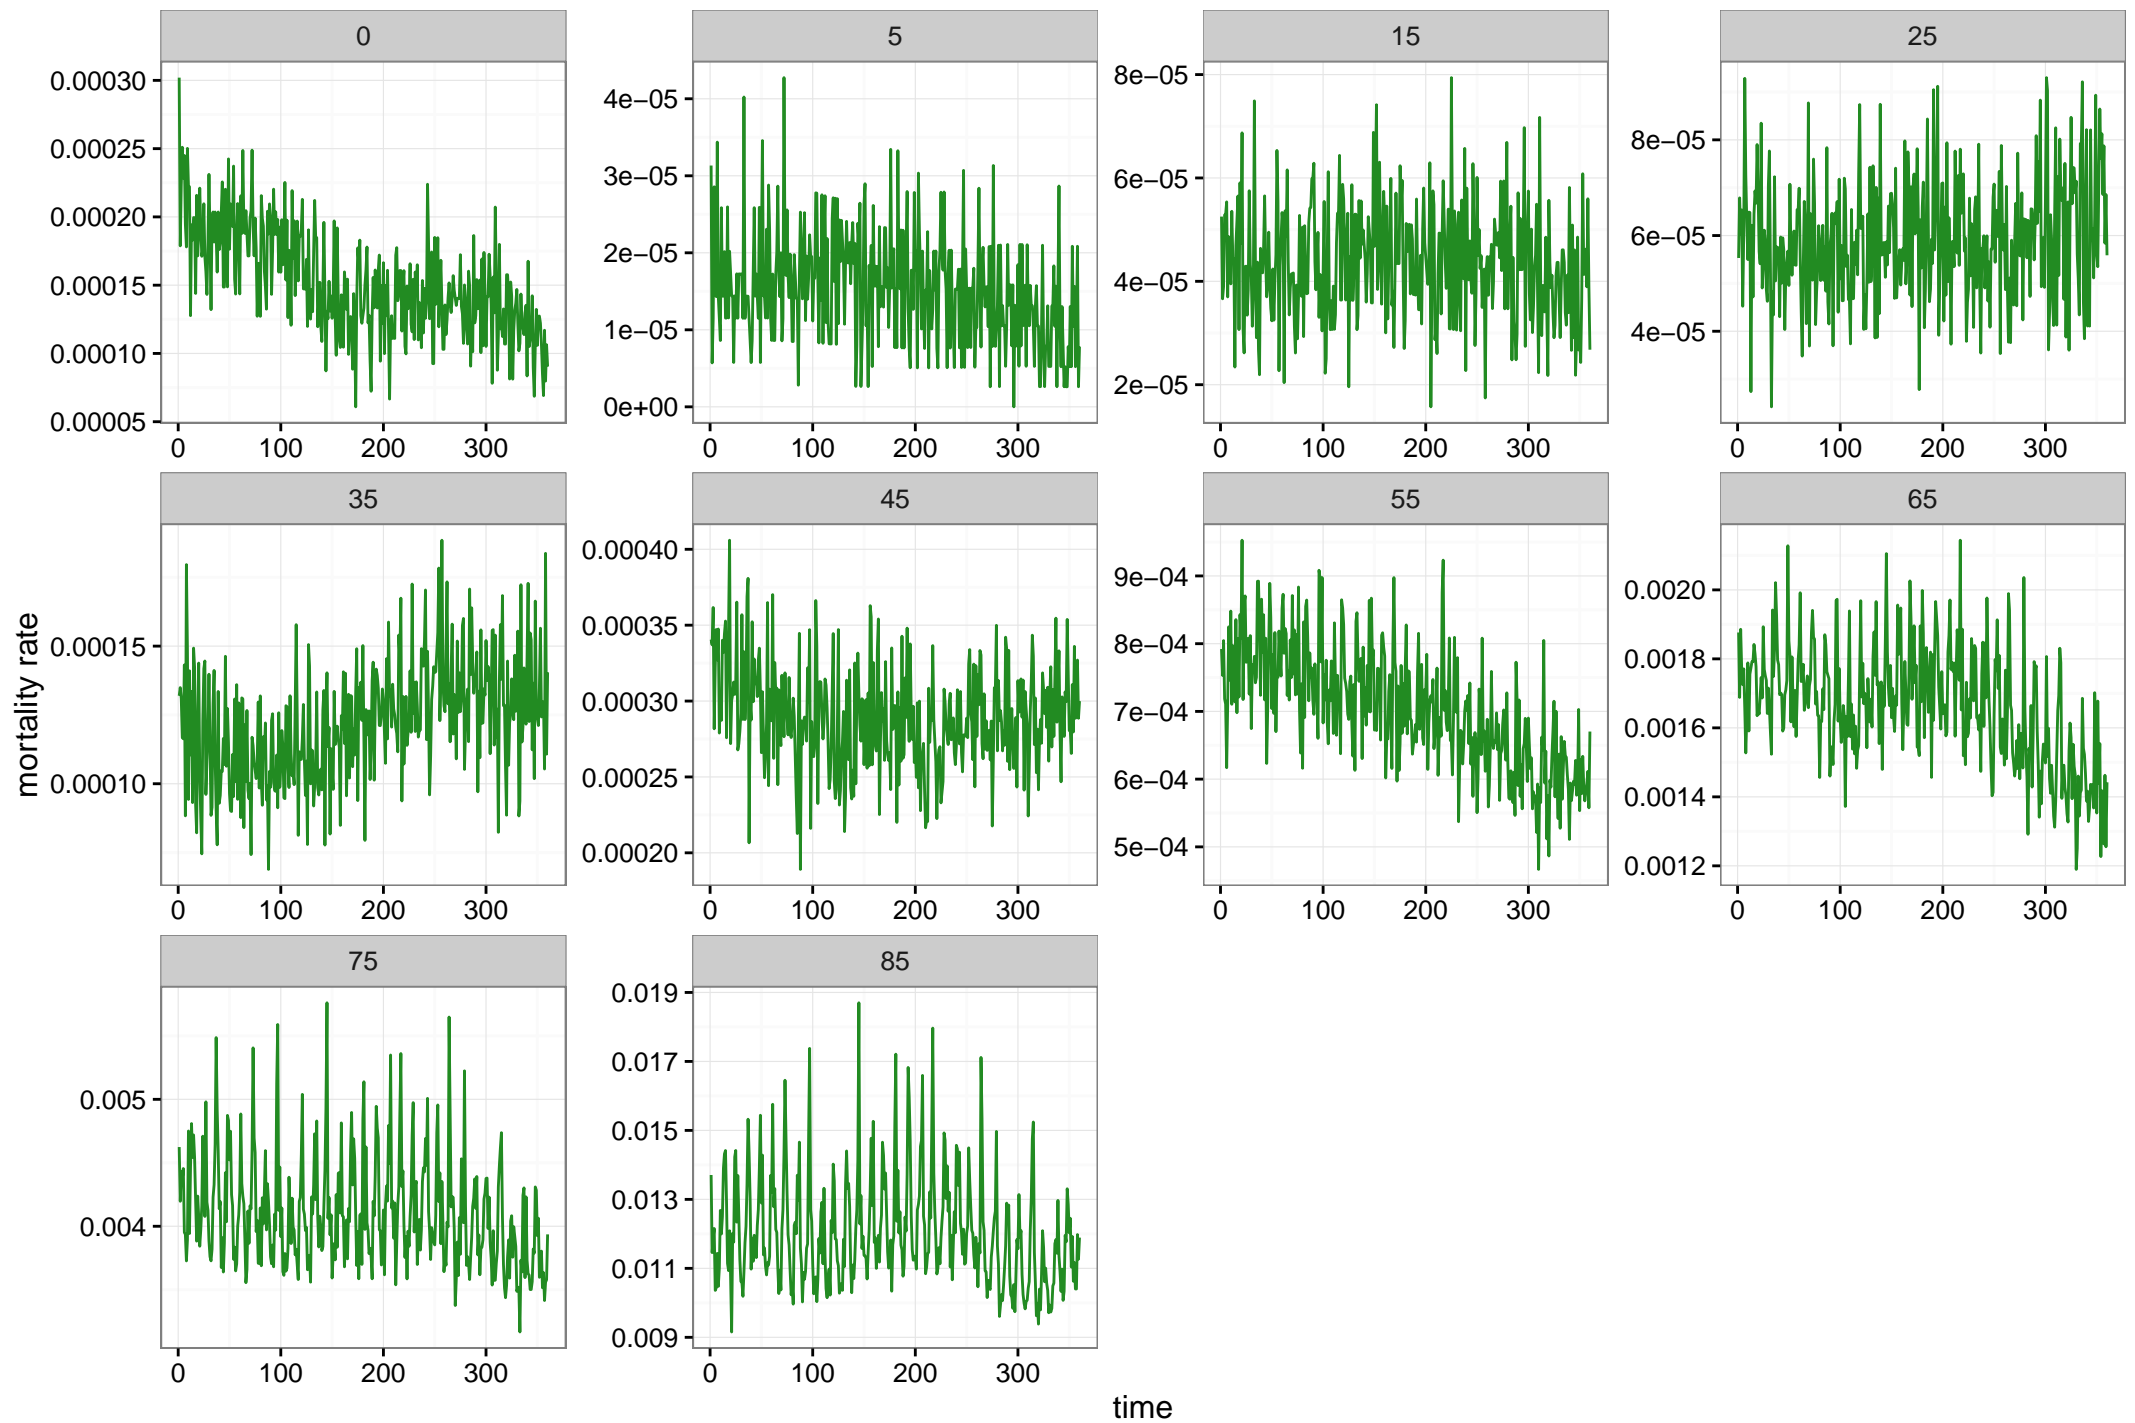 0 5 15 25
0.00030 4e−05 8e−05 8e−05
0.00025 3e−05 6e−05 6e−05
0.00020 2e−05 4e−05 4e−05
0.00015 1e−05 2e−05
0.00010 0e+00
0.00005
0 100 200 300 0 100 200 300 0 100 200 300 0 100 200 300
35 45 55 65
0.00015 0.00040 9e−04 0.0020
0.00010 0.00035 8e−04 0.0018
0.00030 7e−04 0.0016
0.00025 6e−04 0.0014
0.00020 5e−04 0.0012
0 100 200 300 0 100 200 300 0 100 200 300 0 100 200 300
mortality rate
75 85
0.005 0.019
0.004 0.017
0.015
0.013
0.011
0.009
0 100 200 300 0 100 200 300
time